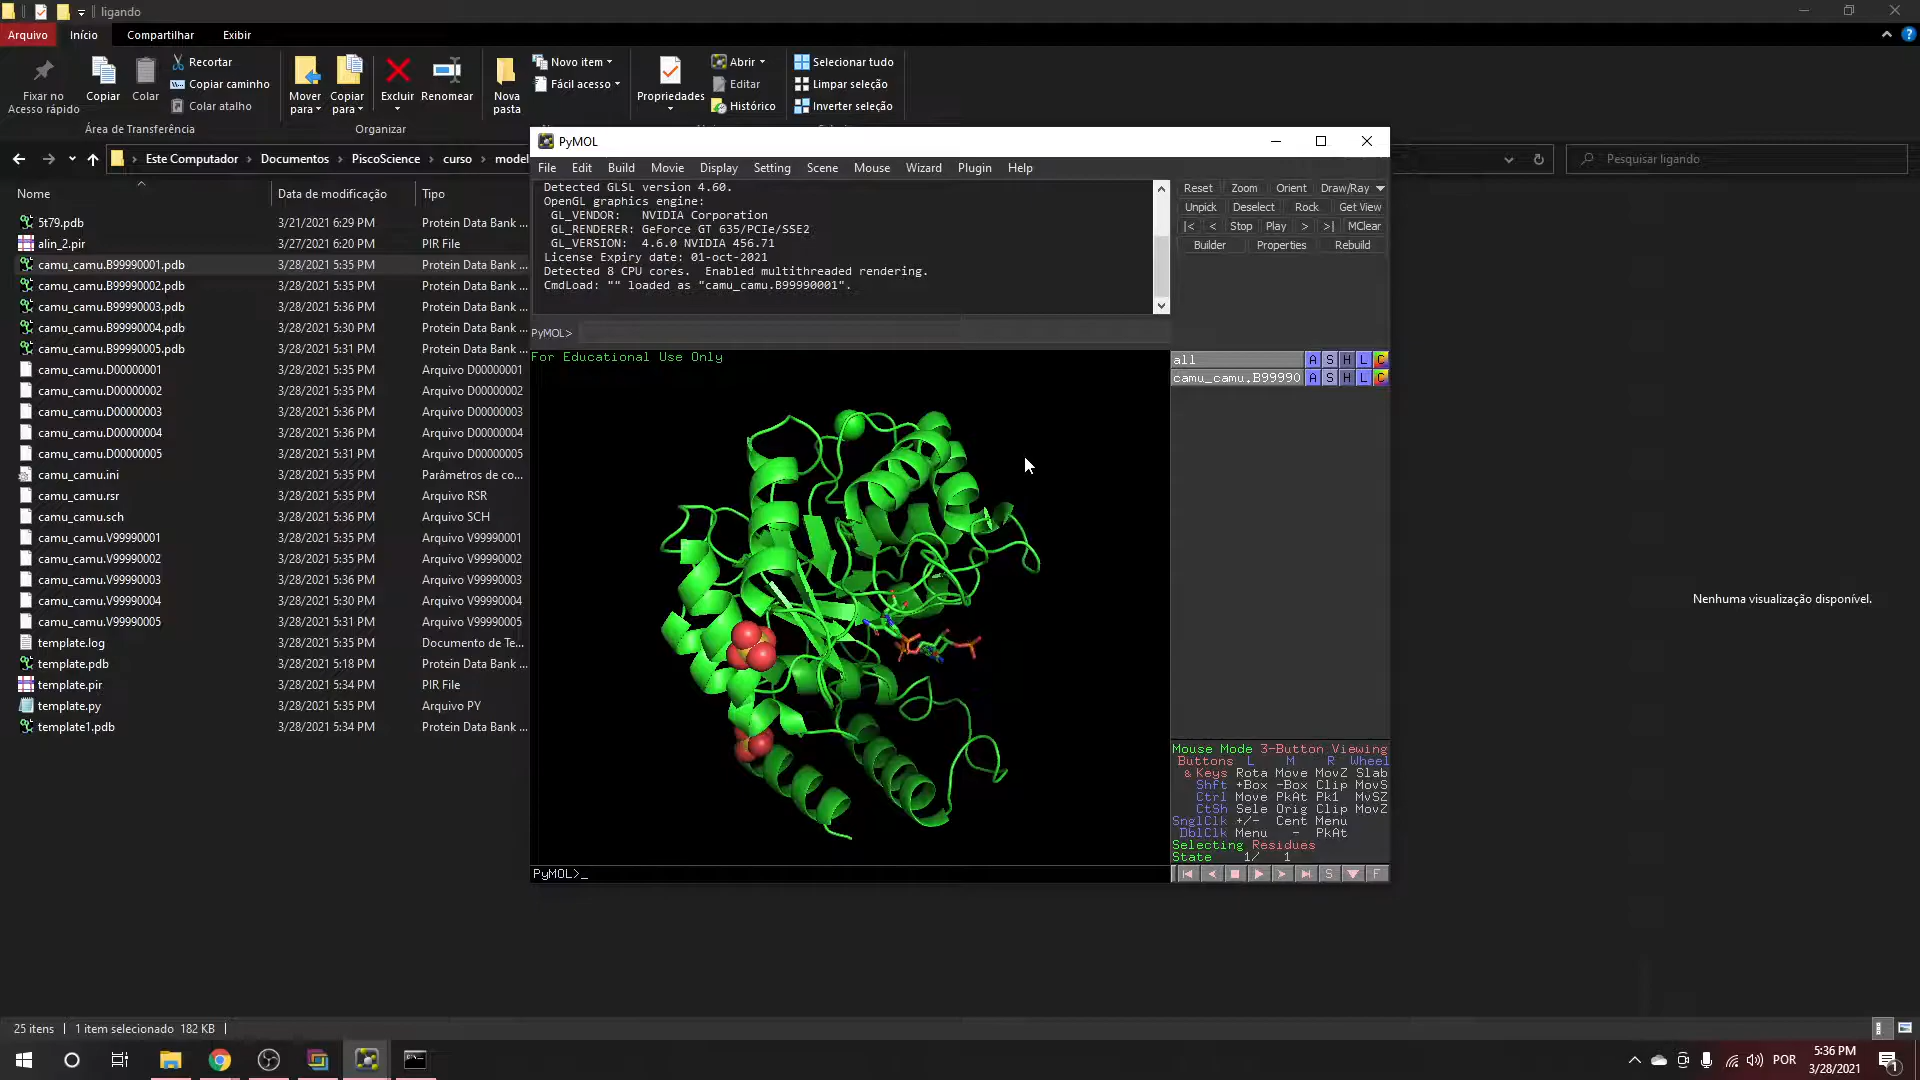 ligando
Arquivo Início Compartilhar Exibir
Fixar no Acesso rápido
Copiar
Colar
Recortar
Copiar caminho
Colar atalho
Área de Transferência
Mover para
Copiar para
Excluir
Renomear
Organizar
Nova pasta
Novo item
Fácil acesso
Propriedades
Abrir
Editar
Histórico
Selecionar tudo
Limpar seleção
Inverter seleção
Este Computador Documentos PiscoScience curso model
Pesquisar ligando
Nome Data de modificação Tipo
5t79.pdb 3/21/2021 6:29 PM Protein Data Bank ...
alin_2.pir 3/27/2021 6:20 PM PIR File
camu_camu.B99990001.pdb 3/28/2021 5:35 PM Protein Data Bank ...
camu_camu.B99990002.pdb 3/28/2021 5:35 PM Protein Data Bank ...
camu_camu.B99990003.pdb 3/28/2021 5:36 PM Protein Data Bank ...
camu_camu.B99990004.pdb 3/28/2021 5:30 PM Protein Data Bank ...
camu_camu.B99990005.pdb 3/28/2021 5:31 PM Protein Data Bank ...
camu_camu.D00000001 3/28/2021 5:35 PM Arquivo D00000001
camu_camu.D00000002 3/28/2021 5:35 PM Arquivo D00000002
camu_camu.D00000003 3/28/2021 5:36 PM Arquivo D00000003
camu_camu.D00000004 3/28/2021 5:36 PM Arquivo D00000004
camu_camu.D00000005 3/28/2021 5:31 PM Arquivo D00000005
camu_camu.ini 3/28/2021 5:35 PM Parâmetros de co...
camu_camu.rsr 3/28/2021 5:35 PM Arquivo RSR
camu_camu.sch 3/28/2021 5:36 PM Arquivo SCH
camu_camu.V99990001 3/28/2021 5:35 PM Arquivo V99990001
camu_camu.V99990002 3/28/2021 5:35 PM Arquivo V99990002
camu_camu.V99990003 3/28/2021 5:36 PM Arquivo V99990003
camu_camu.V99990004 3/28/2021 5:30 PM Arquivo V99990004
camu_camu.V99990005 3/28/2021 5:31 PM Arquivo V99990005
template.log 3/28/2021 5:35 PM Documento de Te...
template.pdb 3/28/2021 5:18 PM Protein Data Bank ...
template.pir 3/28/2021 5:34 PM PIR File
template.py 3/28/2021 5:35 PM Arquivo PY
template1.pdb 3/28/2021 5:34 PM Protein Data Bank ...
PyMOL
File Edit Build Movie Display Setting Scene Mouse Wizard Plugin Help
Detected GLSL version 4.60.
OpenGL graphics engine:
GL_VENDOR: NVIDIA Corporation
GL_RENDERER: GeForce GT 635/PCIe/SSE2
GL_VERSION: 4.6.0 NVIDIA 456.71
License Expiry date: 01-oct-2021
Detected 8 CPU cores. Enabled multithreaded rendering.
CmdLoad: "" loaded as "camu_camu.B99990001".
PyMOL>
Reset Zoom Orient Draw/Ray
Unpick Deselect Rock Get View
|< < Stop Play > >| MClear
Builder Properties Rebuild
For Educational Use Only
all A S H L C
camu_camu.B99990 A S H L C
Mouse Mode 3-Button Viewing
Buttons L M R Wheel
& Keys Rota Move MovZ Slab
Shft +Box -Box Clip MovS
Ctrl Move PkAt Pk1 MvSZ
CtSh Sele Orig Clip MovZ
SnglClk +/- Cent Menu
DblClk Menu - PkAt
Selecting Residues
State 1/ 1
PyMOL>_
S F
Nenhuma visualização disponível.
25 itens 1 item selecionado 182 KB
POR
5:36 PM
3/28/2021
1